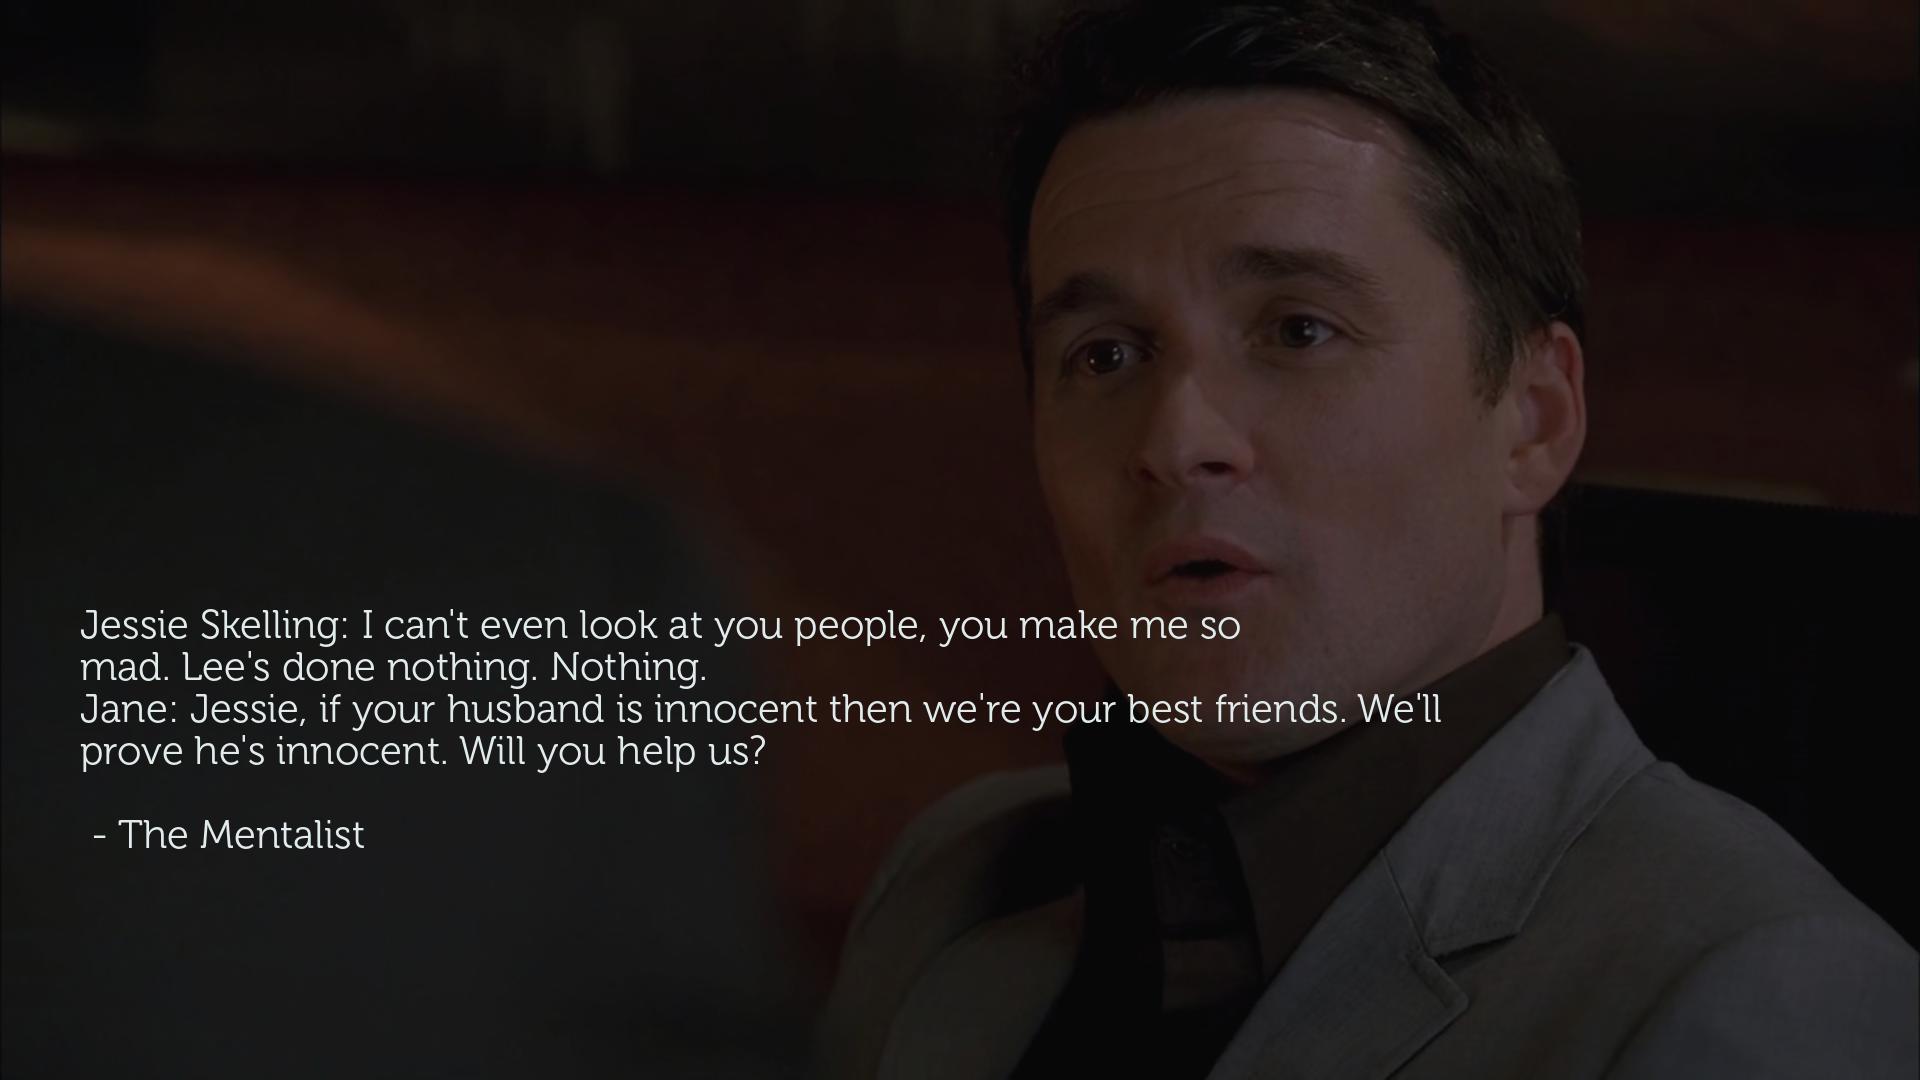 Jessie Skelling: I can't even look at you people, you make me so
mad. Lee's done nothing. Nothing.
Jane: Jessie, if your husband is innocent then we're your best friends. We'll
prove he's innocent. Will you help us?
- The Mentalist